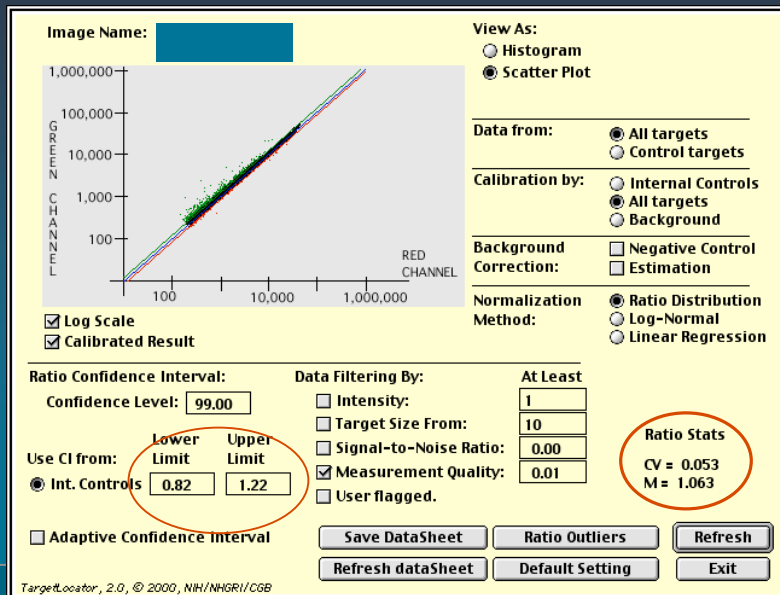 Image Name:
1,000,000
100,000
10,000
1,000
100
GREEN CHANNEL
100
10,000
1,000,000
RED
CHANNEL
Log Scale
Calibrated Result
View As:
Histogram
Scatter Plot
Data from:
All targets
Control targets
Calibration by:
Internal Controls
All targets
Background
Background
Correction:
Negative Control
Estimation
Normalization
Method:
Ratio Distribution
Log-Normal
Linear Regression
Ratio Confidence Interval:
Confidence Level: 99.00
Lower Upper
Limit Limit
Use CI from:
Int. Controls 0.82 1.22
Adaptive Confidence Interval
Data Filtering By: At Least
Intensity: 1
Target Size From: 10
Signal-to-Noise Ratio: 0.00
Measurement Quality: 0.01
User flagged.
Ratio Stats
CV = 0.053
M = 1.063
Save DataSheet Ratio Outliers Refresh
Refresh dataSheet Default Setting Exit
TargetLocator, 2.0, © 2000, NIH/NHGRI/CGB